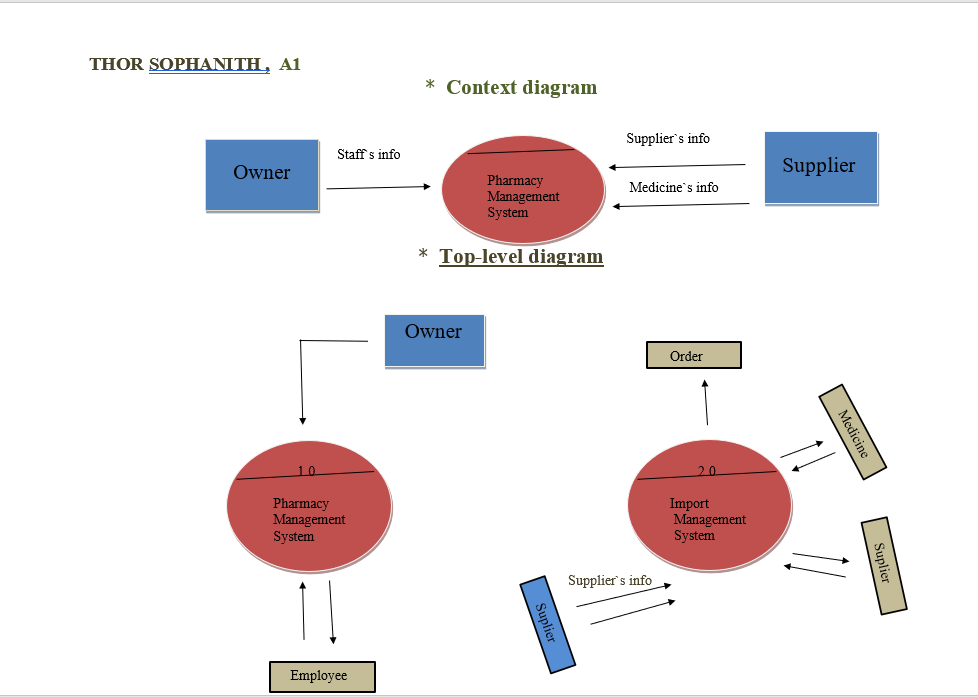 THOR SOPHANITH , A1
* Context diagram
Owner
Staff`s info
Pharmacy
Management
System
Supplier`s info
Medicine`s info
Supplier
* Top-level diagram
Owner
1.0
Pharmacy
Management
System
Employee
Order
Medicine
2.0
Import
Management
System
Suplier
Supplier`s info
Suplier